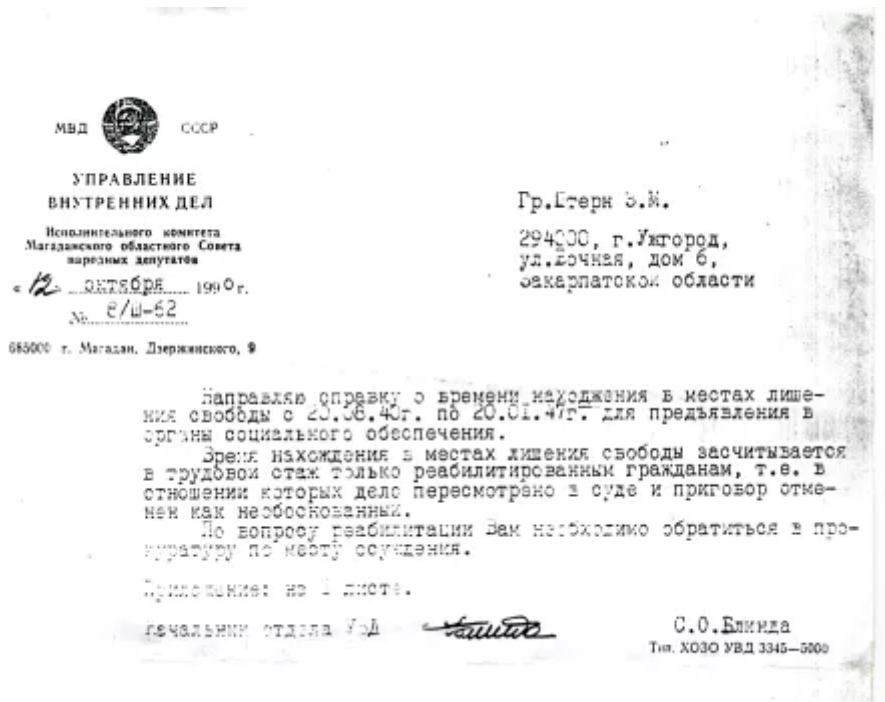 МВД СССР
УПРАВЛЕНИЕ
ВНУТРЕННИХ ДЕЛ
Исполнительного комитета
Магаданского областного Совета
народных депутатов
«12» октября 1990 г.
№ 8/Ш-62
685000 г. Магадан, Дзержинского, 9
Гр.Штерн М.
294000, г.Ужгород,
ул. дом 6,
Закарпатской области
Направляю справку о времени нахождения в местах лише-
ния свободы с 20.06.40г. по 20.01.47г. для предъявления в
органы социального обеспечения.
Время нахождения в местах лишения свободы засчитывается
в трудовой стаж только реабилитированным гражданам, т.е. в
отношении которых дело пересмотрено в суде и приговор отме-
нен как необоснованный.
По вопросу реабилитации Вам необходимо обратиться в про-
куратуру по месту осуждения.
Приложение: на 1 листе.
Начальник отдела УВД
С.О.Блинда
Тип. ХОЗО УВД 3345—5000